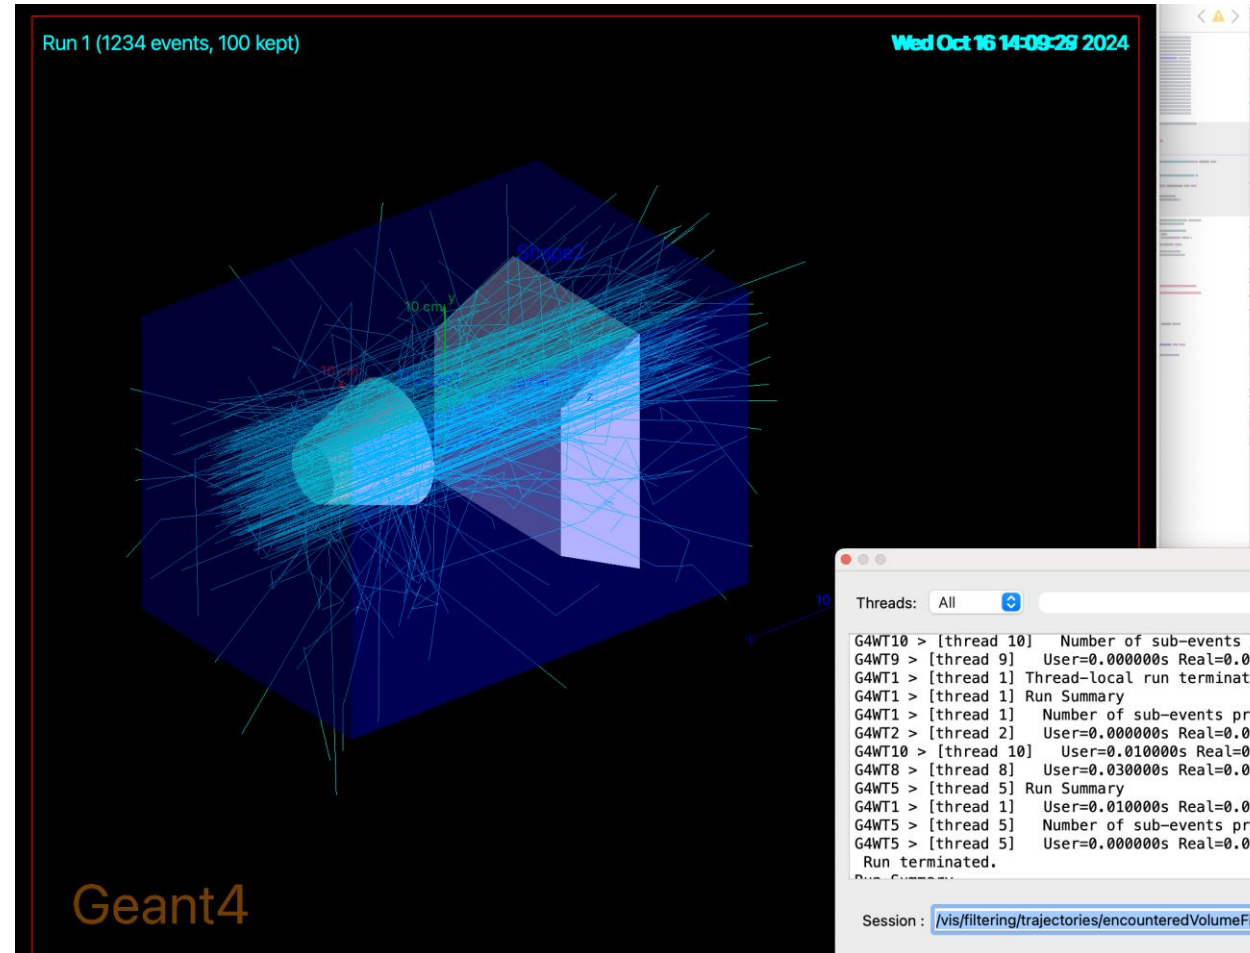 Run 1 (1234 events, 100 kept)
Wed Oct 16 2024
Shape2
10 cm
y
10 cm
z
10
Threads: All
G4WT10 > [thread 10] Number of sub-events
G4WT9 > [thread 9] User=0.000000s Real=0.0
G4WT1 > [thread 1] Thread-local run terminat
G4WT1 > [thread 1] Run Summary
G4WT1 > [thread 1] Number of sub-events pr
G4WT2 > [thread 2] User=0.000000s Real=0.0
G4WT10 > [thread 10] User=0.010000s Real=0
G4WT8 > [thread 8] User=0.030000s Real=0.0
G4WT5 > [thread 5] Run Summary
G4WT1 > [thread 1] User=0.010000s Real=0.0
G4WT5 > [thread 5] Number of sub-events pr
G4WT5 > [thread 5] User=0.000000s Real=0.0
Run terminated.
Run Summary
Geant4
Session : /vis/filtering/trajectories/encounteredVolumeF